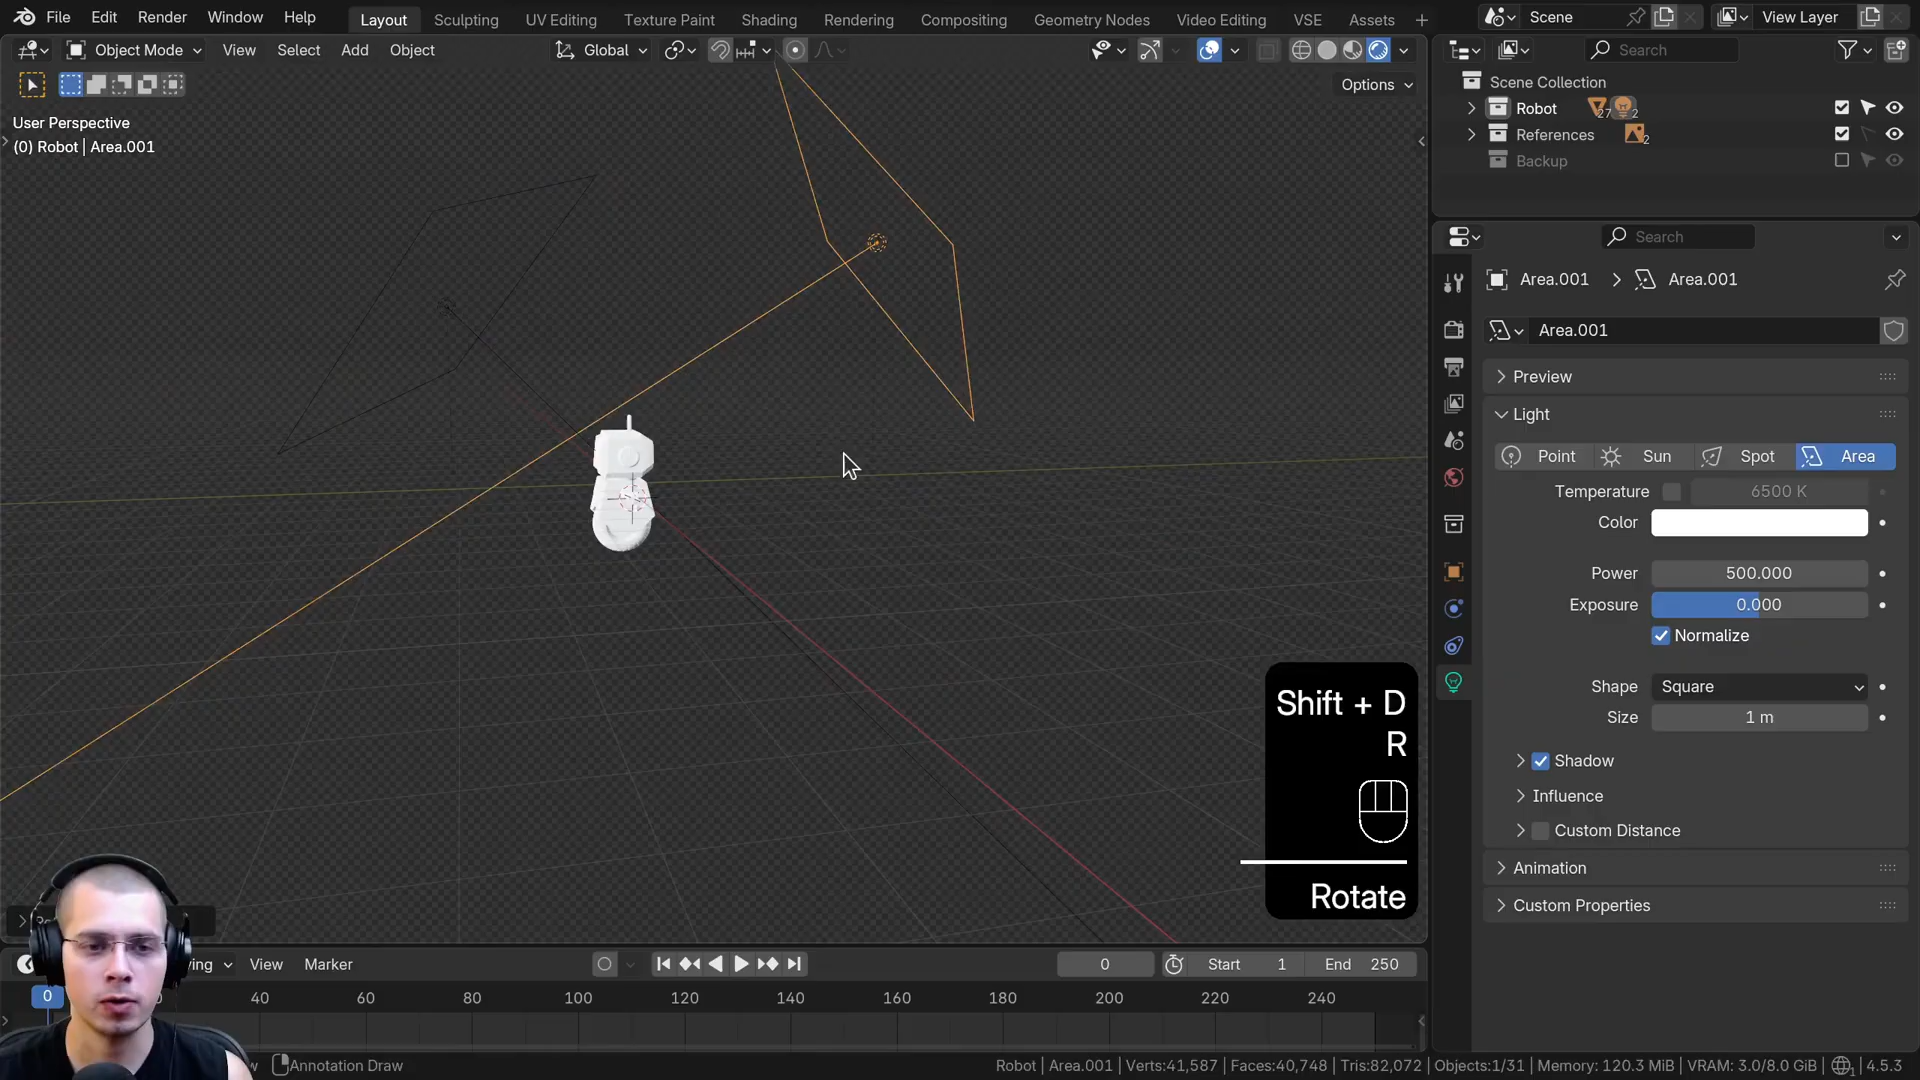 File Edit Render Window Help Layout Sculpting UV Editing Texture Paint Shading Rendering Compositing Geometry Nodes Video Editing VSE Assets Scene View Layer
Object Mode View Select Add Object Global Search
Options
User Perspective
(0) Robot | Area.001
Scene Collection
Robot 27 2
References 2
Backup
Search
Area.001 Area.001
Area.001
Preview
Light
Point Sun Spot Area
Temperature 6500 K
Color
Power 500.000
Exposure 0.000
Normalize
Shape Square
Size 1 m
Shadow
Influence
Custom Distance
Animation
Custom Properties
Shift + D
R
Rotate
View Marker 0 Start 1 End 250
0 40 60 80 100 120 140 160 180 200 220 240
Annotation Draw Robot | Area.001 | Verts:41,587 | Faces:40,748 | Tris:82,072 | Objects:1/31 | Memory: 120.3 MiB | VRAM: 3.0/8.0 GiB | 1 4.5.3